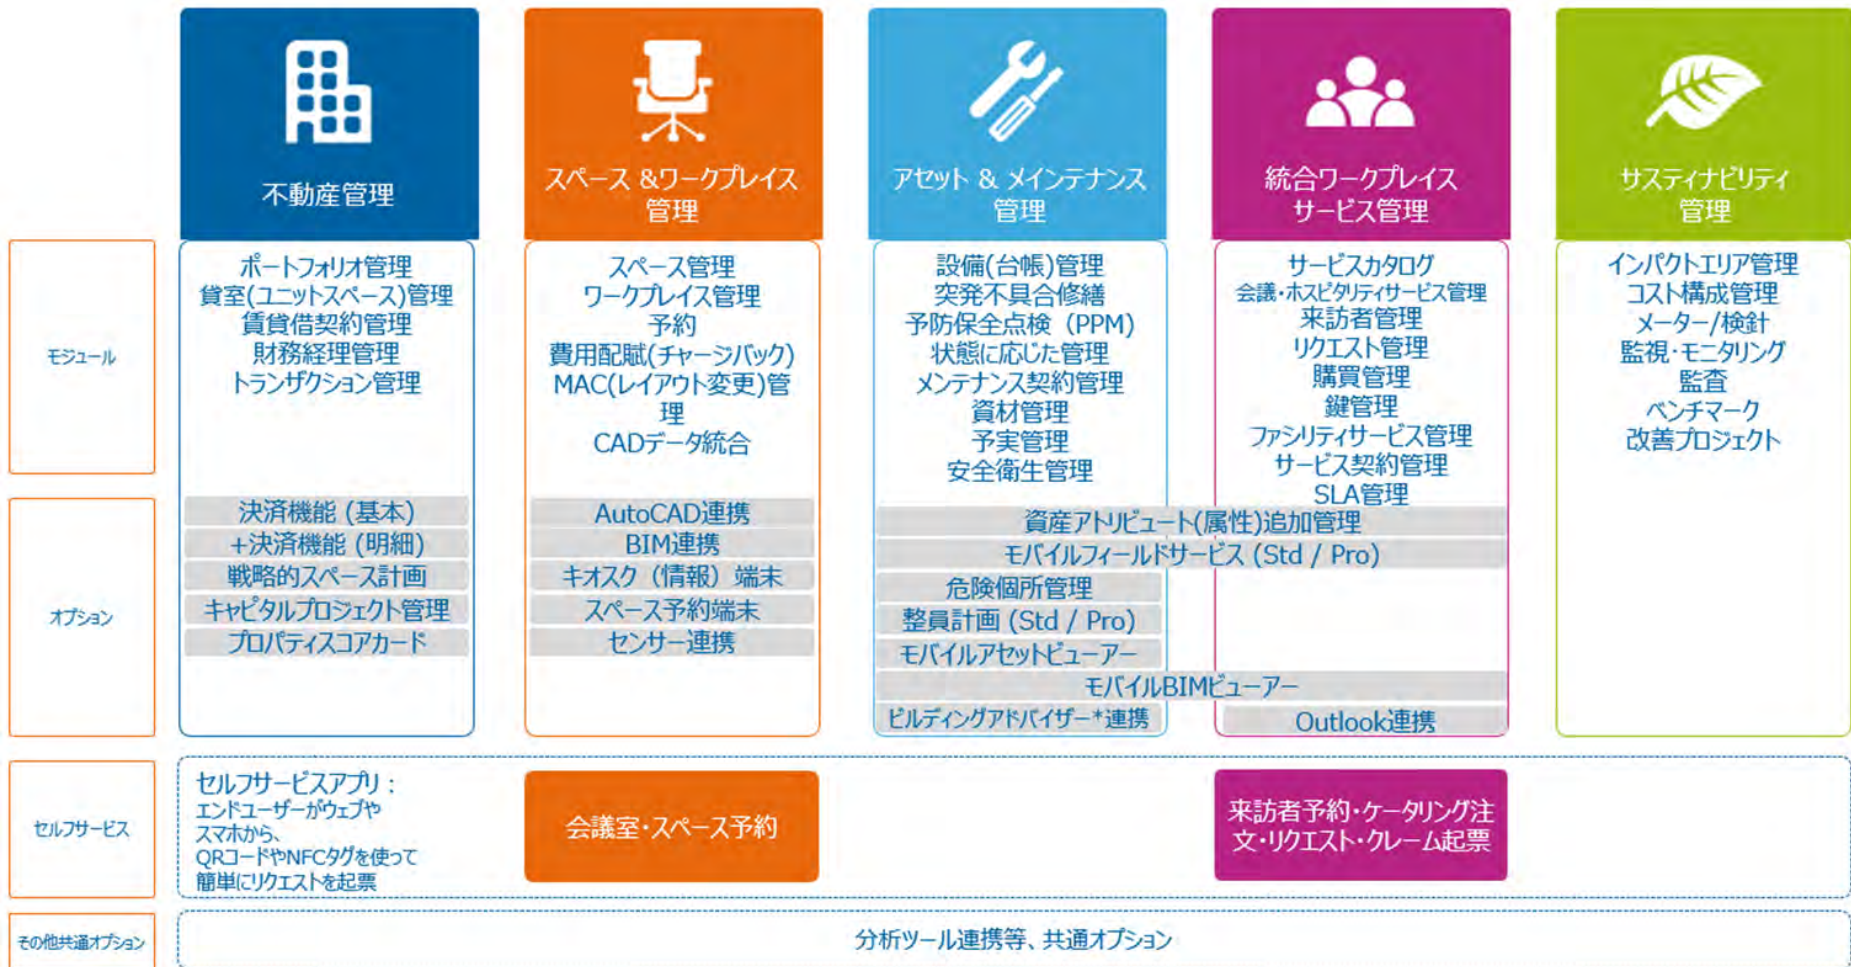 不動産管理
スペース &ワークプレイス
管理
アセット & メインテナンス
管理
統合ワークプレイス
サービス管理
サスティナビリティ
管理
モジュール
ポートフォリオ管理
貸室(ユニットスペース)管理
賃貸借契約管理
財務経理管理
トランザクション管理
スペース管理
ワークプレイス管理
予約
費用配賦(チャージバック)
MAC(レイアウト変更)管
理
CADデータ統合
設備(台帳)管理
突発不具合修繕
予防保全点検（PPM)
状態に応じた管理
メンテナンス契約管理
資材管理
予実管理
安全衛生管理
サービスカタログ
会議・ホスピタリティサービス管理
来訪者管理
リクエスト管理
購買管理
鍵管理
ファシリティサービス管理
サービス契約管理
SLA管理
インパクトエリア管理
コスト構成管理
メーター/検針
監視・モニタリング
監査
ベンチマーク
改善プロジェクト
オプション
決済機能 (基本)
+決済機能 (明細)
戦略的スペース計画
キャピタルプロジェクト管理
プロパティスコアカード
AutoCAD連携
BIM連携
キオスク（情報）端末
スペース予約端末
センサー連携
資産アトリビュート(属性)追加管理
モバイルフィールドサービス (Std / Pro)
危険個所管理
整員計画 (Std / Pro)
モバイルアセットビューアー
モバイルBIMビューアー
ビルディングアドバイザー*連携
Outlook連携
セルフサービス
セルフサービスアプリ：
エンドユーザーがウェブや
スマホから、
QRコードやNFCタグを使って
簡単にリクエストを起票
会議室・スペース予約
来訪者予約・ケータリング注
文・リクエスト・クレーム起票
その他共通オプション
分析ツール連携等、共通オプション